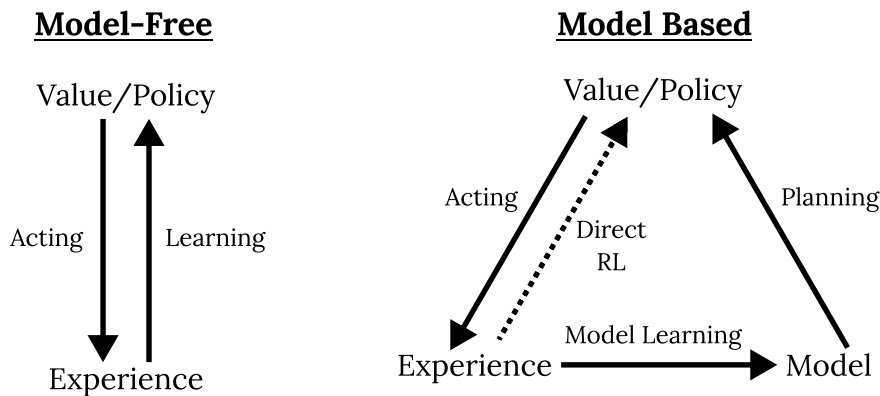 Model-Free
Value/Policy
Acting
Learning
Experience
Model Based
Value/Policy
Acting
Direct
RL
Planning
Model Learning
Experience
Model